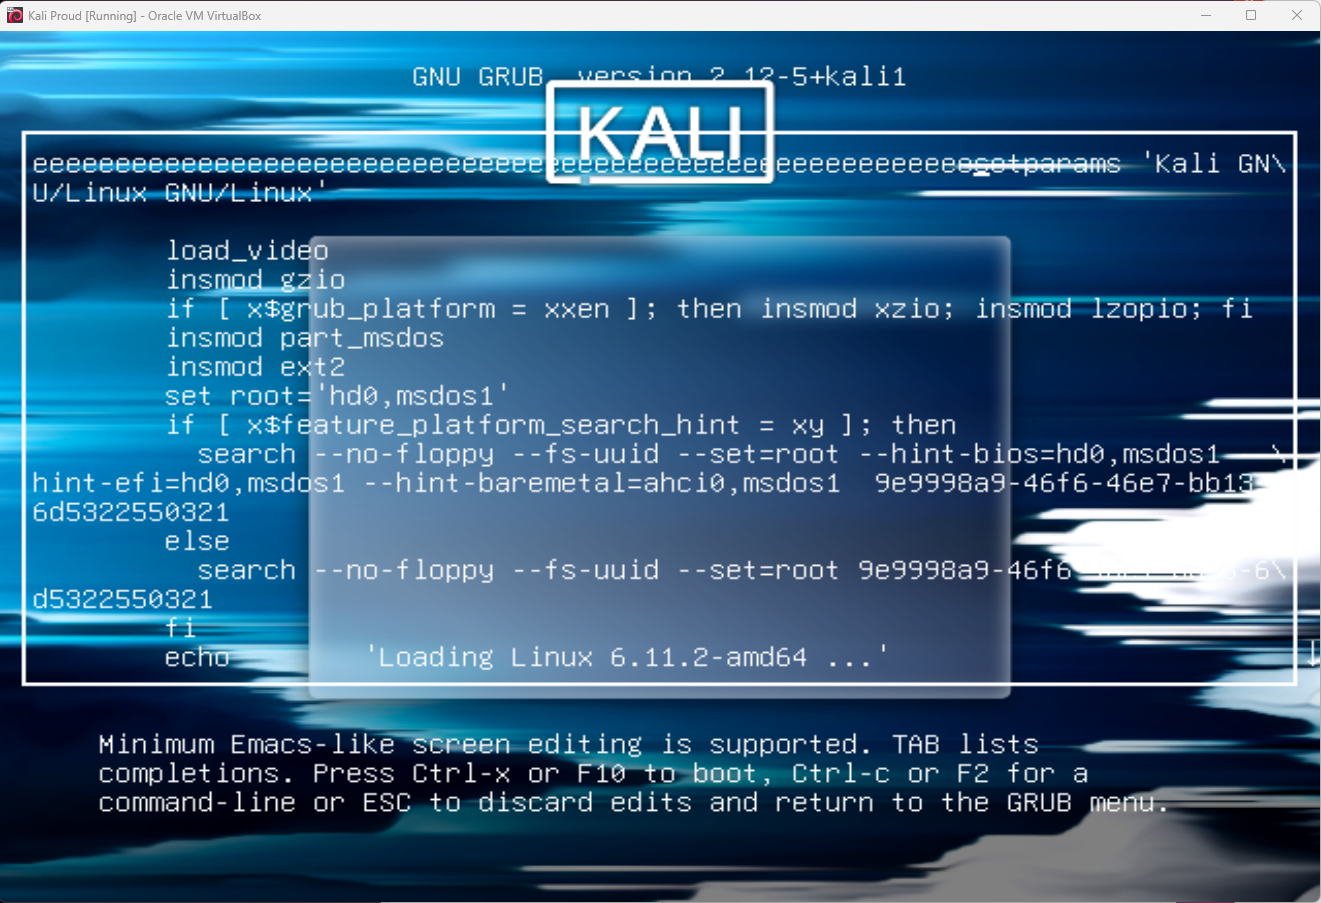 Kali Proud [Running] - Oracle VM VirtualBox
GNU GRUB  version 2.12-5+kali1
KALI
eeeeeeeeeeeeeeeeeeeeeeeeeeeeeeeeeeeeeeeeeeeeeeeeeeeeeeeeesetparams 'Kali GN\
U/Linux GNU/Linux'
load_video
insmod gzio
if [ x$grub_platform = xxen ]; then insmod xzio; insmod lzopio; fi
insmod part_msdos
insmod ext2
set root='hd0,msdos1'
if [ x$feature_platform_search_hint = xy ]; then
search --no-floppy --fs-uuid --set=root --hint-bios=hd0,msdos1 --\
hint-efi=hd0,msdos1 --hint-baremetal=ahci0,msdos1  9e9998a9-46f6-46e7-bb13-\
6d5322550321
else
search --no-floppy --fs-uuid --set=root 9e9998a9-46f6-46e7-bb13-6\
d5322550321
fi
echo 'Loading Linux 6.11.2-amd64 ...'
Minimum Emacs-like screen editing is supported. TAB lists
completions. Press Ctrl-x or F10 to boot, Ctrl-c or F2 for a
command-line or ESC to discard edits and return to the GRUB menu.